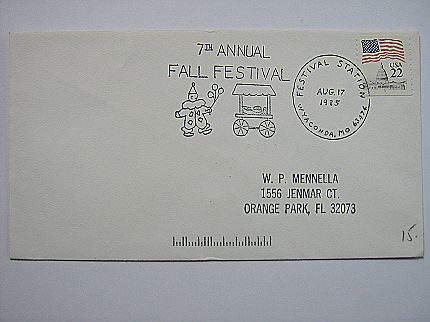 7TH ANNUAL
FALL FESTIVAL
FESTIVAL STATION
AUG. 17
1985
WYACONDA, MO 63474
USA
22
W. P. MENNELLA
1556 JENMAR CT.
ORANGE PARK, FL 32073
15.